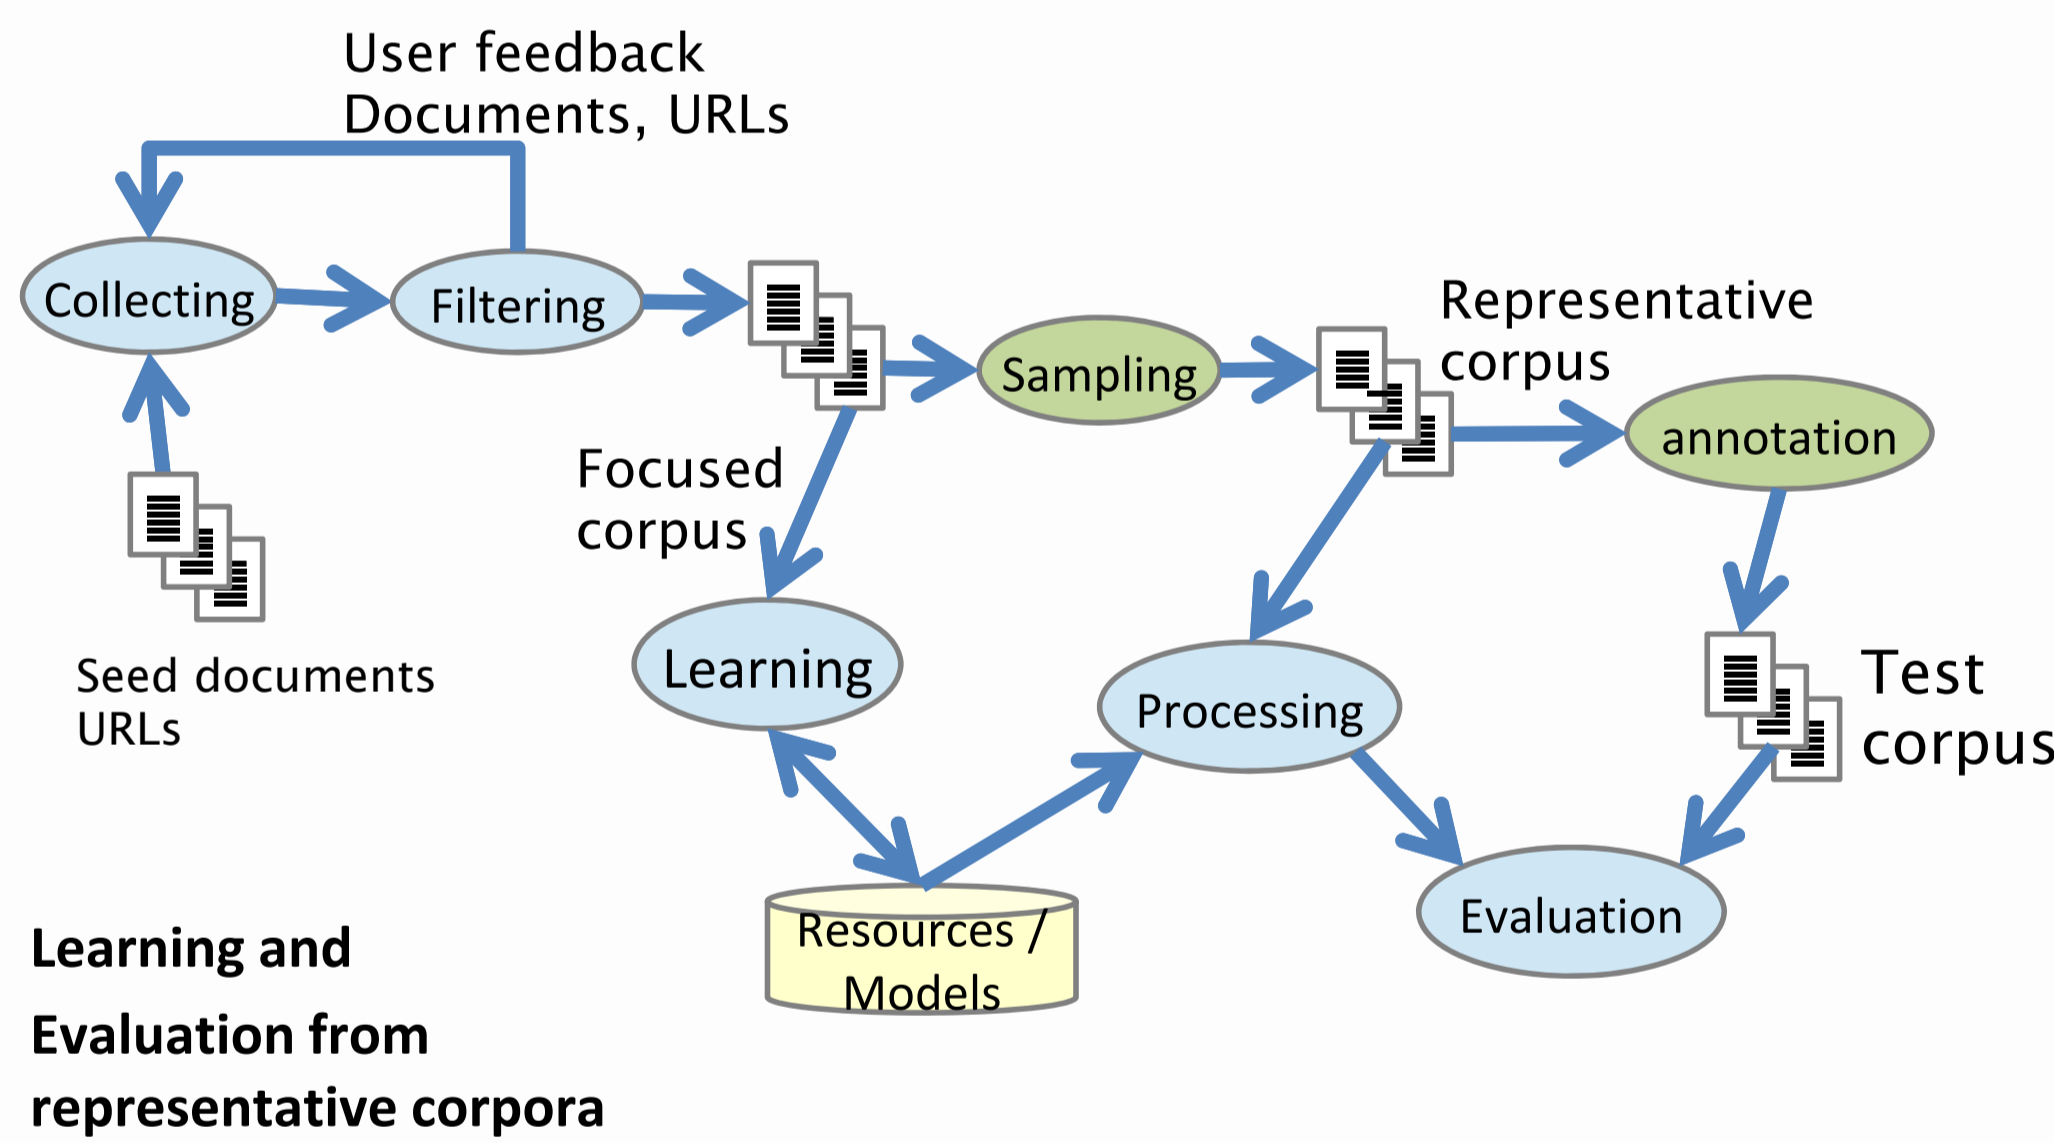 User feedback
Documents, URLs
Collecting
Filtering
Sampling
Representative
corpus
annotation
Focused
corpus
Seed documents
URLs
Learning
Processing
Test
corpus
Resources /
Models
Evaluation
Learning and
Evaluation from
representative corpora